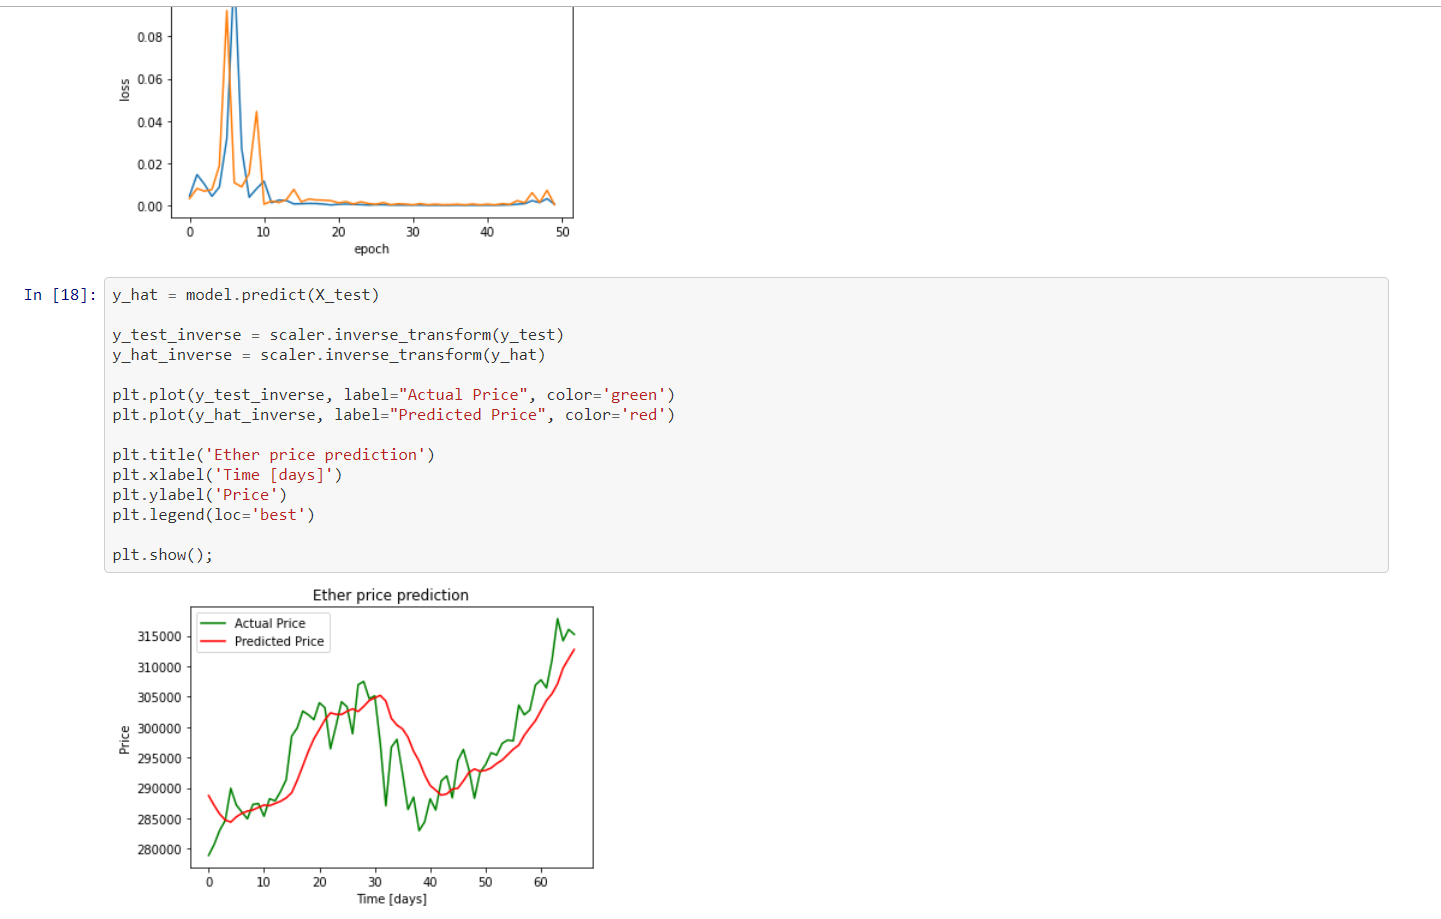 0.08
0.06
0.04
0.02
0.00
loss
0 10 20 30 40 50
epoch
In [18]:
y_hat = model.predict(X_test)
y_test_inverse = scaler.inverse_transform(y_test)
y_hat_inverse = scaler.inverse_transform(y_hat)
plt.plot(y_test_inverse, label="Actual Price", color='green')
plt.plot(y_hat_inverse, label="Predicted Price", color='red')
plt.title('Ether price prediction')
plt.xlabel('Time [days]')
plt.ylabel('Price')
plt.legend(loc='best')
plt.show();
Ether price prediction
Actual Price
Predicted Price
315000
310000
305000
300000
295000
290000
285000
280000
Price
0 10 20 30 40 50 60
Time [days]